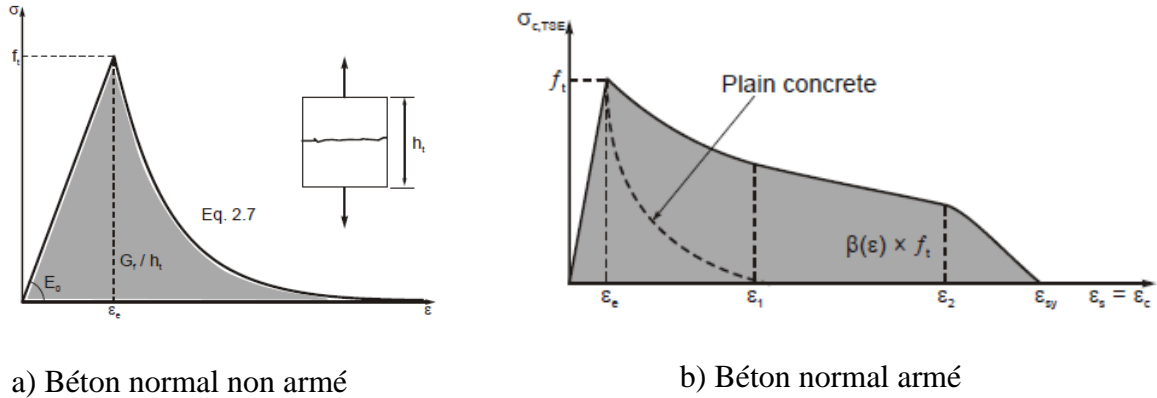 σ
f_t
h_t
Eq. 2.7
G_f / h_t
E_o
ε_e
ε
a) Béton normal non armé
σ_c,TSE
f_t
Plain concrete
β(ε) × f_t
ε_e
ε_1
ε_2
ε_sy
ε_s = ε_c
b) Béton normal armé